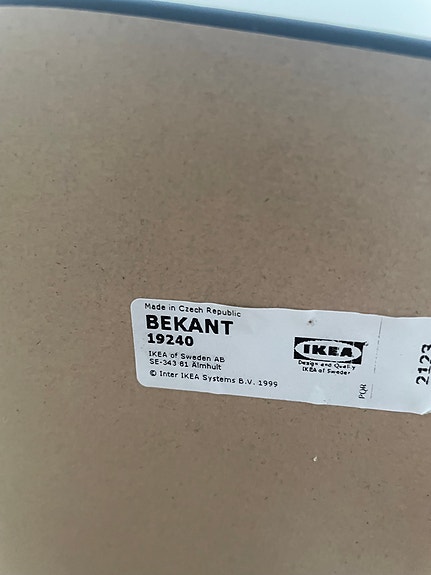 Made in Czech Republic
BEKANT
19240
IKEA of Sweden AB
SE-343 81 Älmhult
© Inter IKEA Systems B.V. 1999
IKEA
Design and Quality
IKEA of Sweden
PQR
2123